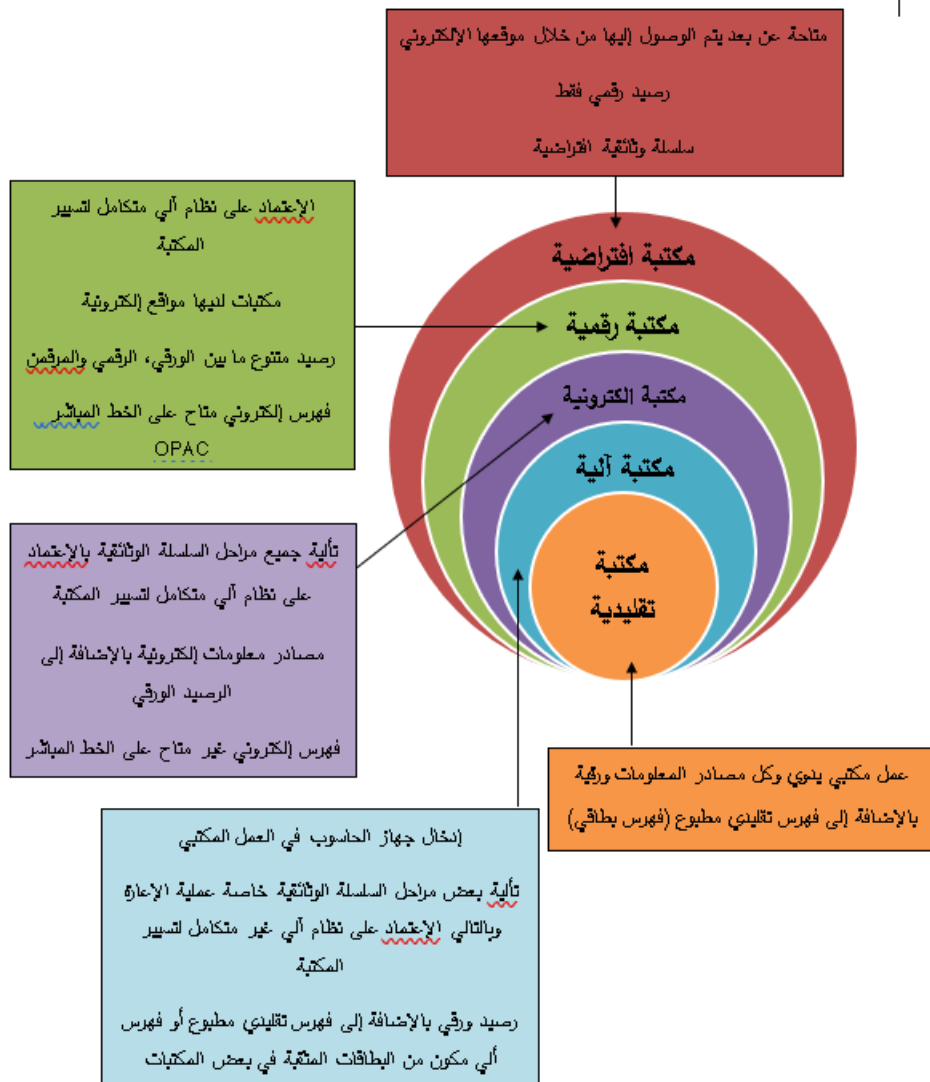 متاحة عن بعد يتم الوصول إليها من خلال موقعها الإلكتروني
رصيد رقمي فقط
سلسلة وثائقية افتراضية
الإعتماد على نظام آلي متكامل لتسيير
المكتبة
مكتبات لديها مواقع إلكترونية
رصيد متنوع ما بين الورقي، الرقمي والمرقمن
فهرس إلكتروني متاح على الخط المباشر
OPAC
مكتبة افتراضية
مكتبة رقمية
مكتبة الكترونية
مكتبة آلية
مكتبة
تقليدية
تألية جميع مراحل السلسلة الوثائقية بالإعتماد
على نظام آلي متكامل لتسيير المكتبة
مصادر معلومات إلكترونية بالإضافة إلى
الرصيد الورقي
فهرس إلكتروني غير متاح على الخط المباشر
عمل مكتبي يدوي وكل مصادر المعلومات ورقية
بالإضافة إلى فهرس تقليدي مطبوع (فهرس بطاقي)
إدخال جهاز الحاسوب في العمل المكتبي
تألية بعض مراحل السلسلة الوثائقية خاصة عملية الإعارة
وبالتالي الإعتماد على نظام آلي غير متكامل لتسيير
المكتبة
رصيد ورقي بالإضافة إلى فهرس تقليدي مطبوع أو فهرس
ألي مكون من البطاقات المثقبة في بعض المكتبات